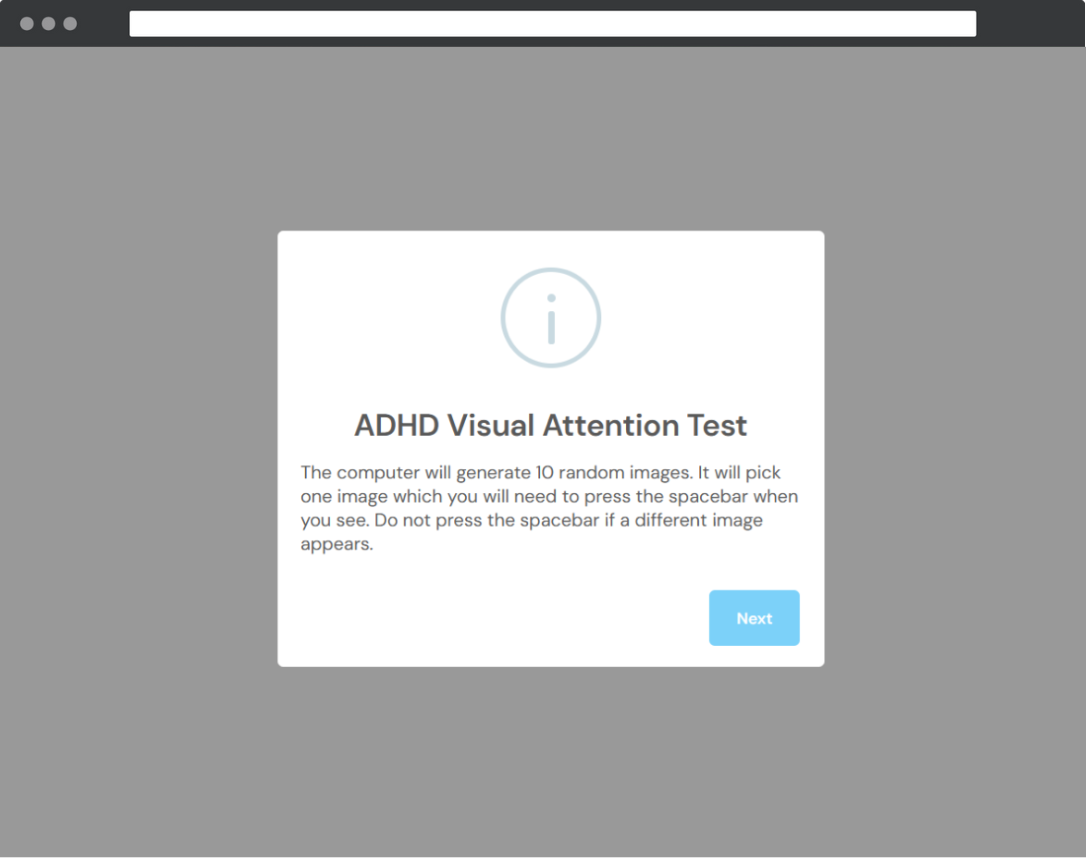 ADHD Visual Attention Test
The computer will generate 10 random images. It will pick
one image which you will need to press the spacebar when
you see. Do not press the spacebar if a different image
appears.
Next